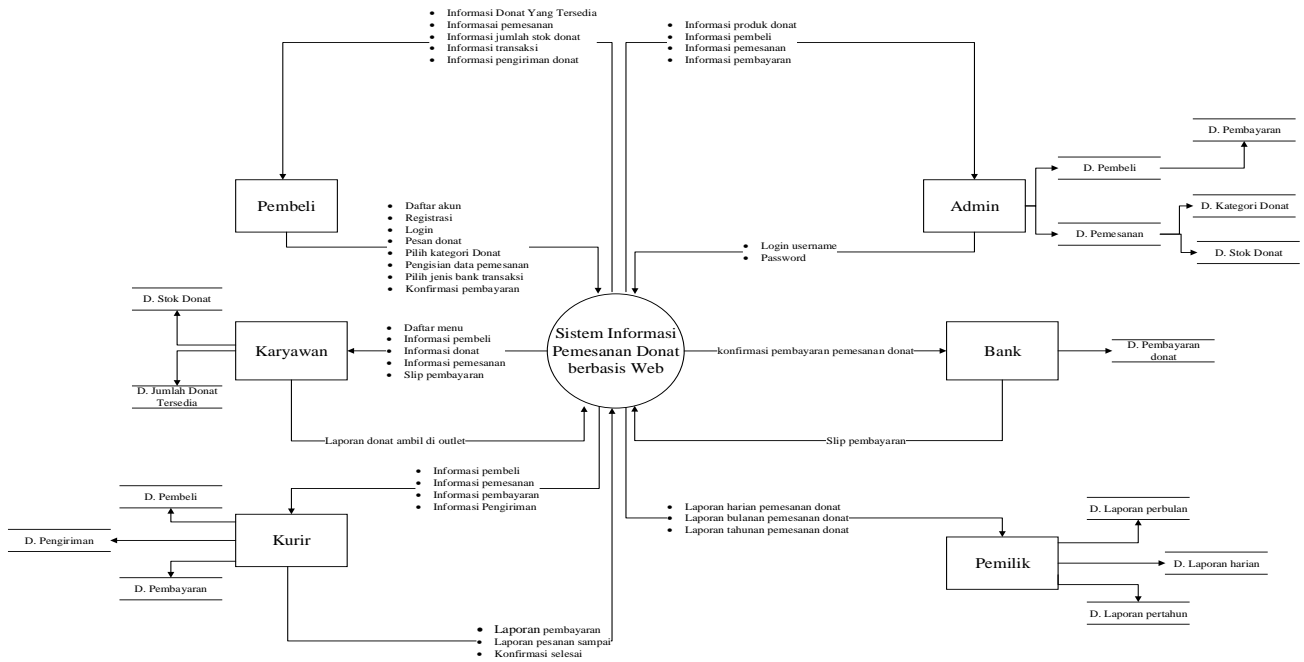 Informasi Donat Yang Tersedia
Informasai pemesanan
Informasi jumlah stok donat
Informasi transaksi
Informasi pengiriman donat
Informasi produk donat
Informasi pembeli
Informasi pemesanan
Informasi pembayaran
D. Pembayaran
D. Pembeli
Pembeli
Admin
D. Kategori Donat
D. Pemesanan
D. Stok Donat
Daftar akun
Registrasi
Login
Pesan donat
Pilih kategori Donat
Pengisian data pemesanan
Pilih jenis bank transaksi
Konfirmasi pembayaran
Login username
Password
D. Stok Donat
Karyawan
D. Jumlah Donat
Tersedia
Daftar menu
Informasi pembeli
Informasi donat
Informasi pemesanan
Slip pembayaran
Sistem Informasi
Pemesanan Donat
berbasis Web
konfirmasi pembayaran pemesanan donat
Bank
D. Pembayaran
donat
Laporan donat ambil di outlet
Slip pembayaran
Informasi pembeli
Informasi pemesanan
Informasi pembayaran
Informasi Pengiriman
D. Pembeli
D. Pengiriman
Kurir
D. Pembayaran
Laporan harian pemesanan donat
Laporan bulanan pemesanan donat
Laporan tahunan pemesanan donat
D. Laporan perbulan
Pemilik
D. Laporan harian
D. Laporan pertahun
Laporan pembayaran
Laporan pesanan sampai
Konfirmasi selesai